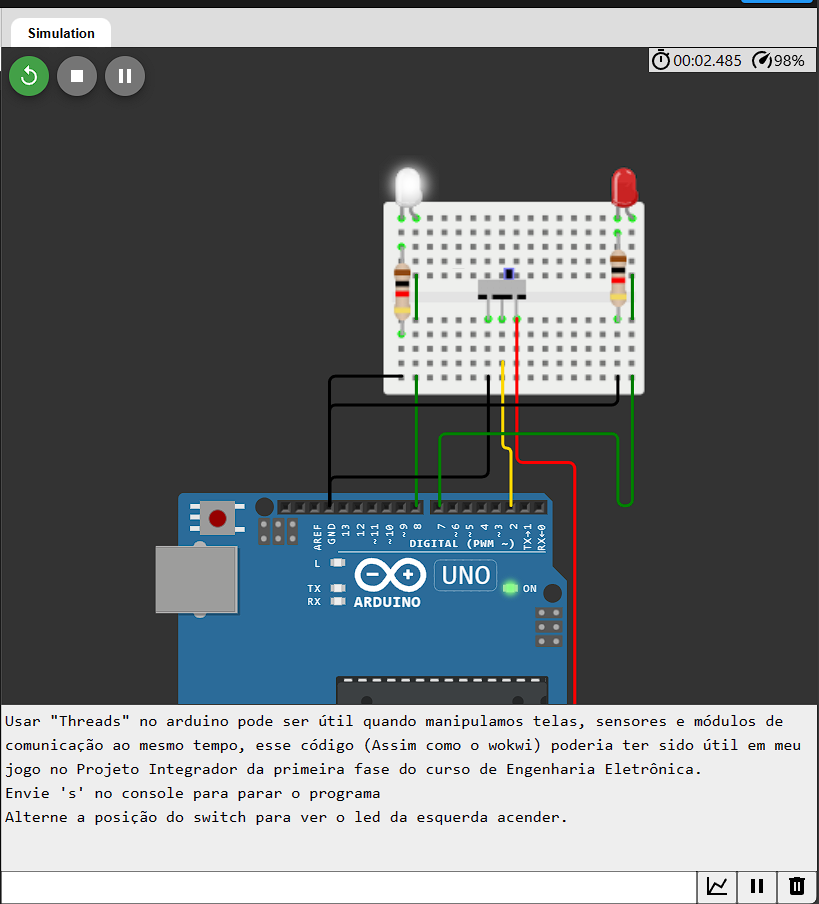 Simulation
00:02.485 98%
AREF
GND
13
12
~11
~10
~9
8
7
~6
~5
4
~3
2
TX→1
RX←0
DIGITAL (PWM ~)
L
TX
RX
UNO
ON
ARDUINO
Usar "Threads" no arduino pode ser útil quando manipulamos telas, sensores e módulos de
comunicação ao mesmo tempo, esse código (Assim como o wokwi) poderia ter sido útil em meu
jogo no Projeto Integrador da primeira fase do curso de Engenharia Eletrônica.
Envie 's' no console para parar o programa
Alterne a posição do switch para ver o led da esquerda acender.